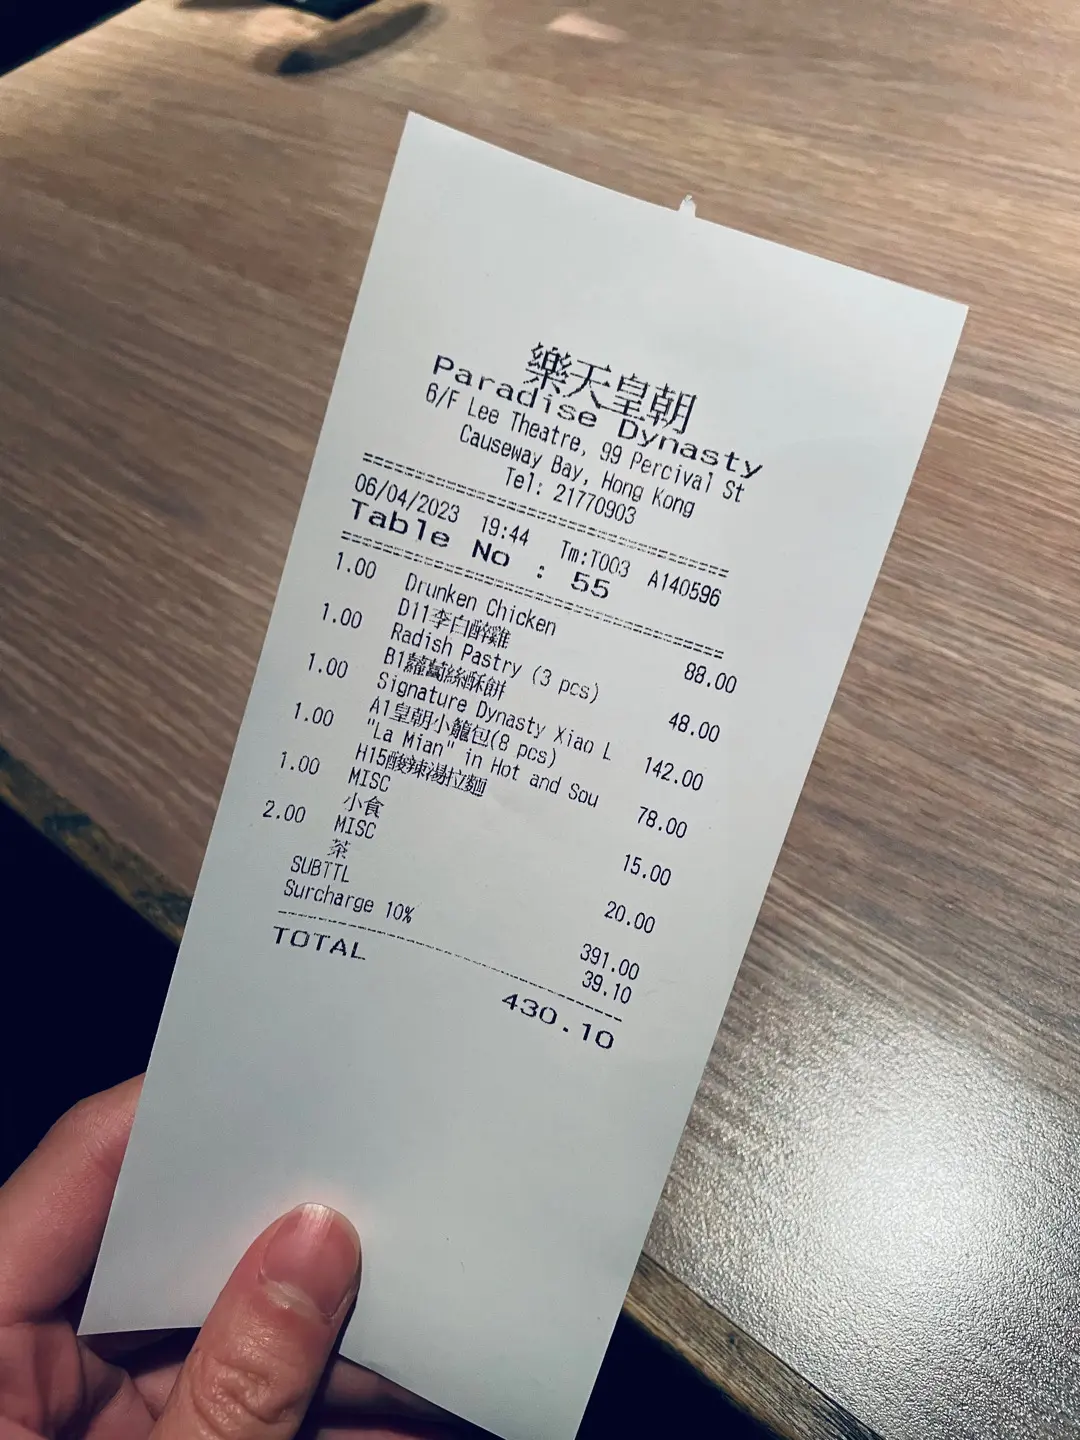 樂天皇朝
Paradise Dynasty
6/F Lee Theatre, 99 Percival St
Causeway Bay, Hong Kong
Tel: 21770903
06/04/2023 19:44 Tm:T003 A140596
Table No : 55
1.00 Drunken Chicken 88.00
D11李白醉雞
1.00 Radish Pastry (3 pcs) 48.00
B1蘿蔔絲酥餅
1.00 Signature Dynasty Xiao L 142.00
A1皇朝小籠包(8 pcs)
1.00 "La Mian" in Hot and Sou 78.00
H15酸辣湯拉麵
1.00 MISC 15.00
小食
2.00 MISC 20.00
茶
SUBTTL 391.00
Surcharge 10% 39.10
TOTAL 430.10